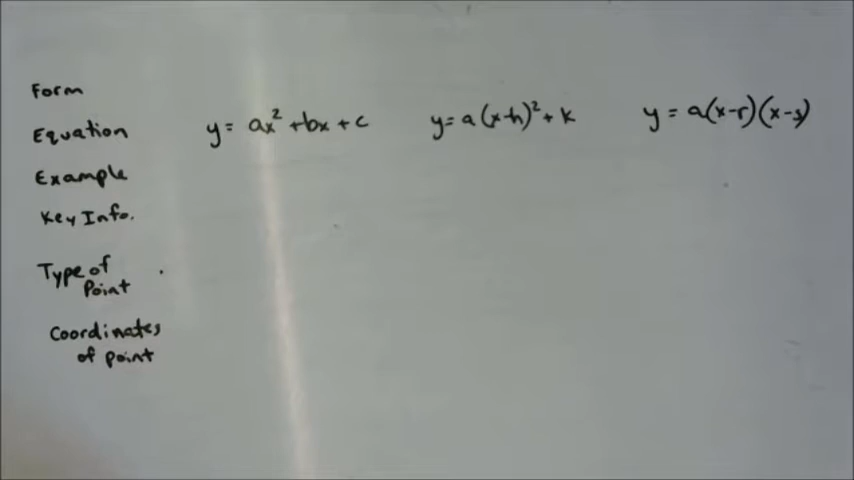 Form
Equation y = ax² + bx + c y = a (x-h)² + k y = a(x-r)(x-s)
Example
Key Info.
Type of
Point
Coordinates
of point